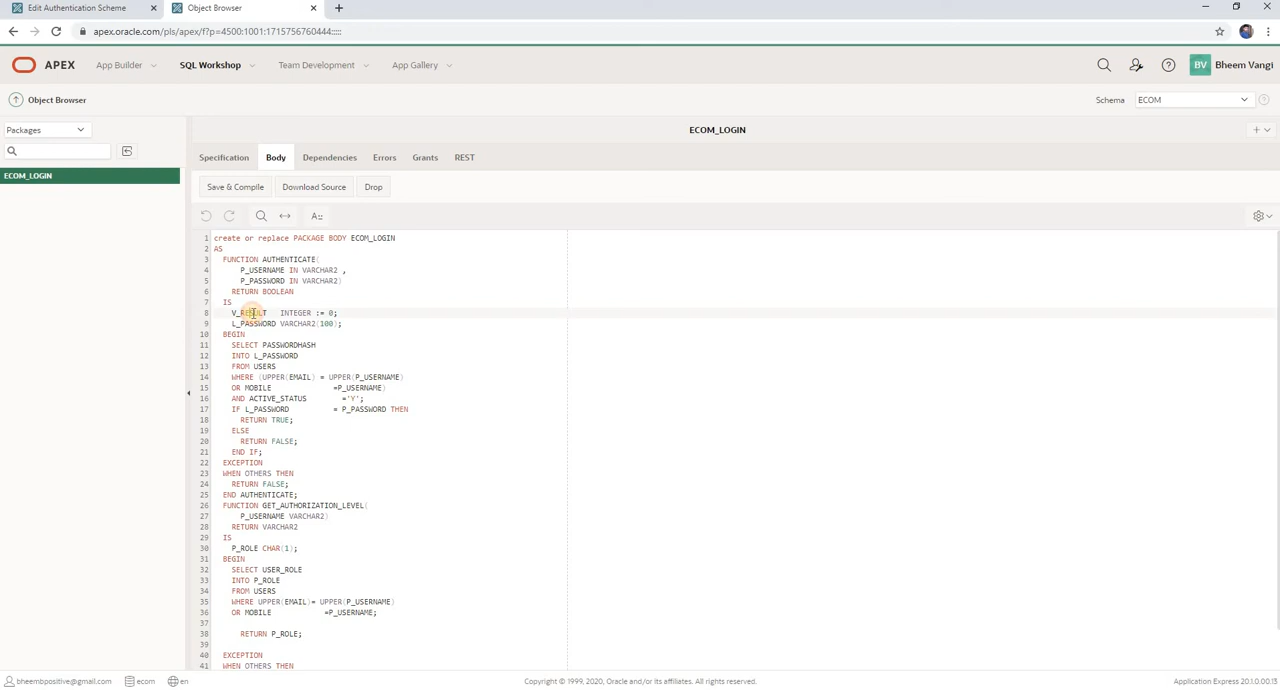 Edit Authentication Scheme
Object Browser
apex.oracle.com/pls/apex/f?p=4500:1001:1715756760444:::::
APEX App Builder SQL Workshop Team Development App Gallery BV Bheem Vangi
Object Browser Schema ECOM
Packages ECOM_LOGIN
Specification Body Dependencies Errors Grants REST
ECOM_LOGIN
Save & Compile Download Source Drop
1 create or replace PACKAGE BODY ECOM_LOGIN
2 AS
3 FUNCTION AUTHENTICATE(
4 P_USERNAME IN VARCHAR2 ,
5 P_PASSWORD IN VARCHAR2)
6 RETURN BOOLEAN
7 IS
8 V_RESULT INTEGER := 0;
9 L_PASSWORD VARCHAR2(100);
10 BEGIN
11 SELECT PASSWORDHASH
12 INTO L_PASSWORD
13 FROM USERS
14 WHERE (UPPER(EMAIL) = UPPER(P_USERNAME)
15 OR MOBILE =P_USERNAME)
16 AND ACTIVE_STATUS ='Y';
17 IF L_PASSWORD = P_PASSWORD THEN
18 RETURN TRUE;
19 ELSE
20 RETURN FALSE;
21 END IF;
22 EXCEPTION
23 WHEN OTHERS THEN
24 RETURN FALSE;
25 END AUTHENTICATE;
26 FUNCTION GET_AUTHORIZATION_LEVEL(
27 P_USERNAME VARCHAR2)
28 RETURN VARCHAR2
29 IS
30 P_ROLE CHAR(1);
31 BEGIN
32 SELECT USER_ROLE
33 INTO P_ROLE
34 FROM USERS
35 WHERE UPPER(EMAIL)= UPPER(P_USERNAME)
36 OR MOBILE =P_USERNAME;
37
38 RETURN P_ROLE;
39
40 EXCEPTION
41 WHEN OTHERS THEN
bheembpositive@gmail.com ecom en Copyright © 1999, 2020, Oracle and/or its affiliates. All rights reserved. Application Express 20.1.0.00.13